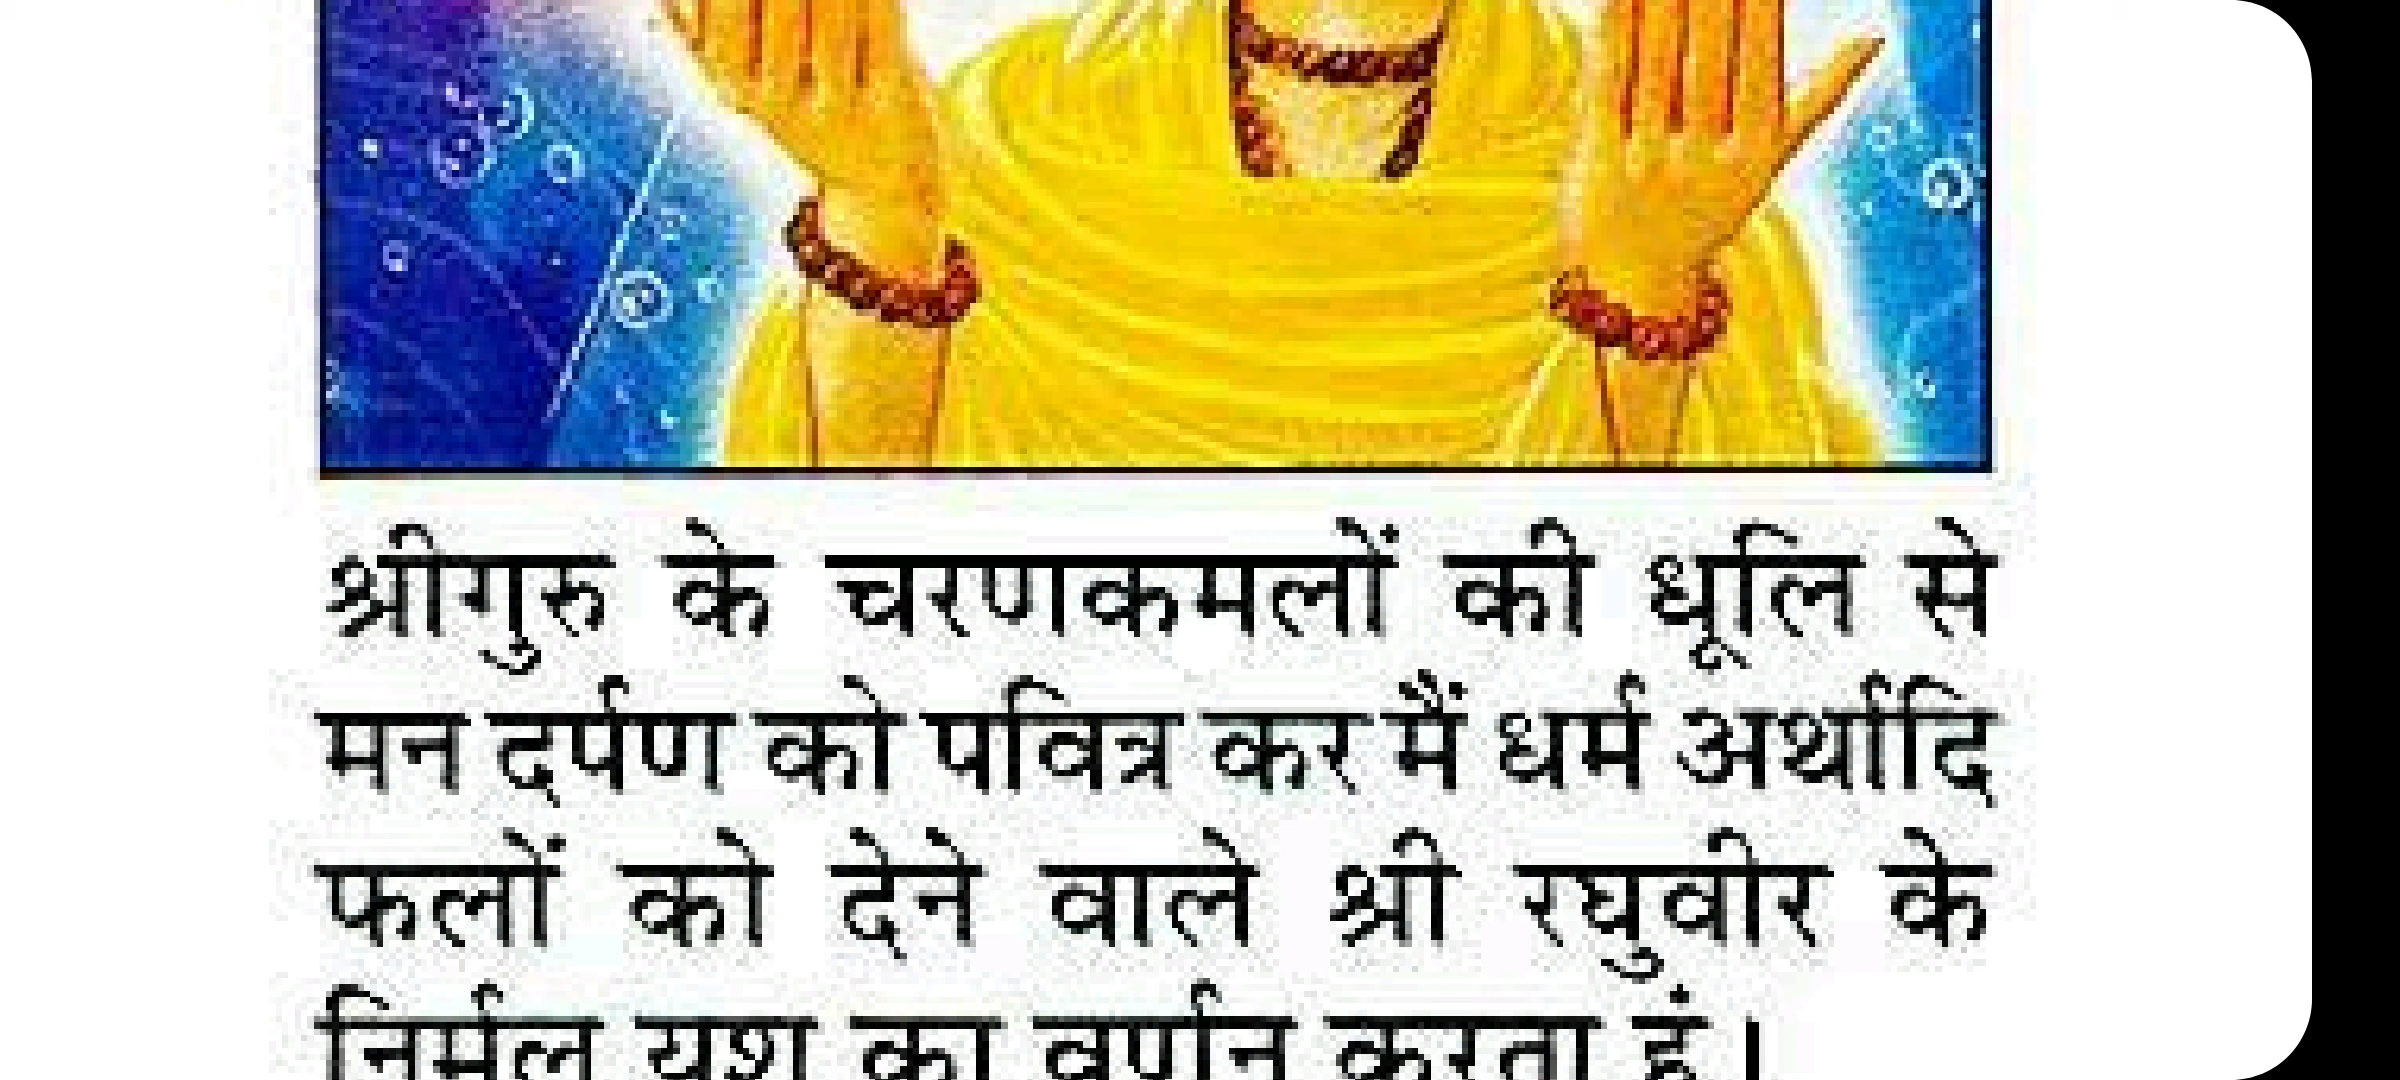 श्रीगुरु के चरणकमलों की धूलि से
मन दर्पण को पवित्र कर मैं धर्म अर्थादि
फलों को देने वाले श्री रघुवीर के
निर्मल यश का वर्णन करता हूं।